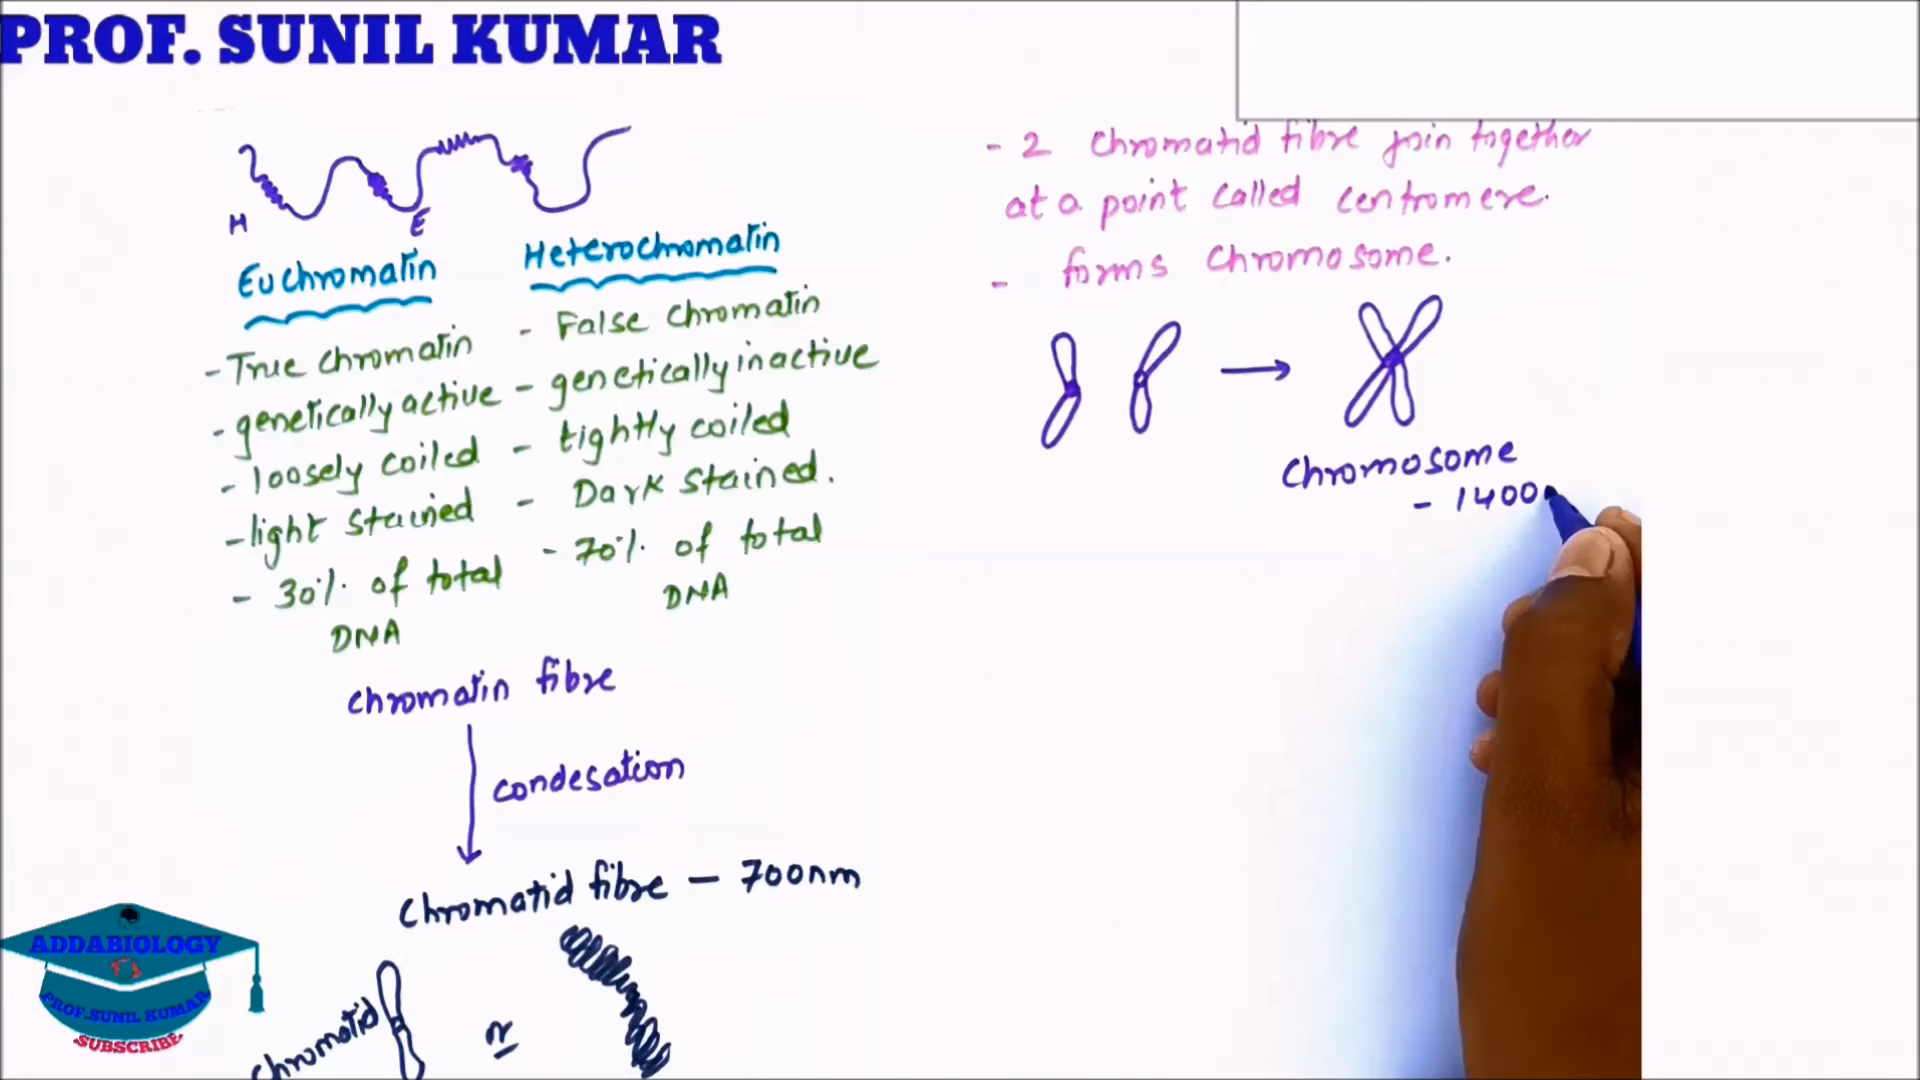 PROF. SUNIL KUMAR
H
E
Euchromatin
- True chromatin
- genetically active
- loosely coiled
- light stained
- 30% of total
DNA
Heterochromatin
- False chromatin
- genetically inactive
- tightly coiled
- Dark stained.
- 70% of total
DNA
chromatin fibre
condesation
chromatid fibre - 700nm
chromatid
- 2 chromatid fibre join together
at a point called centromere.
- forms chromosome.
Chromosome
- 1400
ADDABIOLOGY
PROF.SUNIL KUMAR
SUBSCRIBE